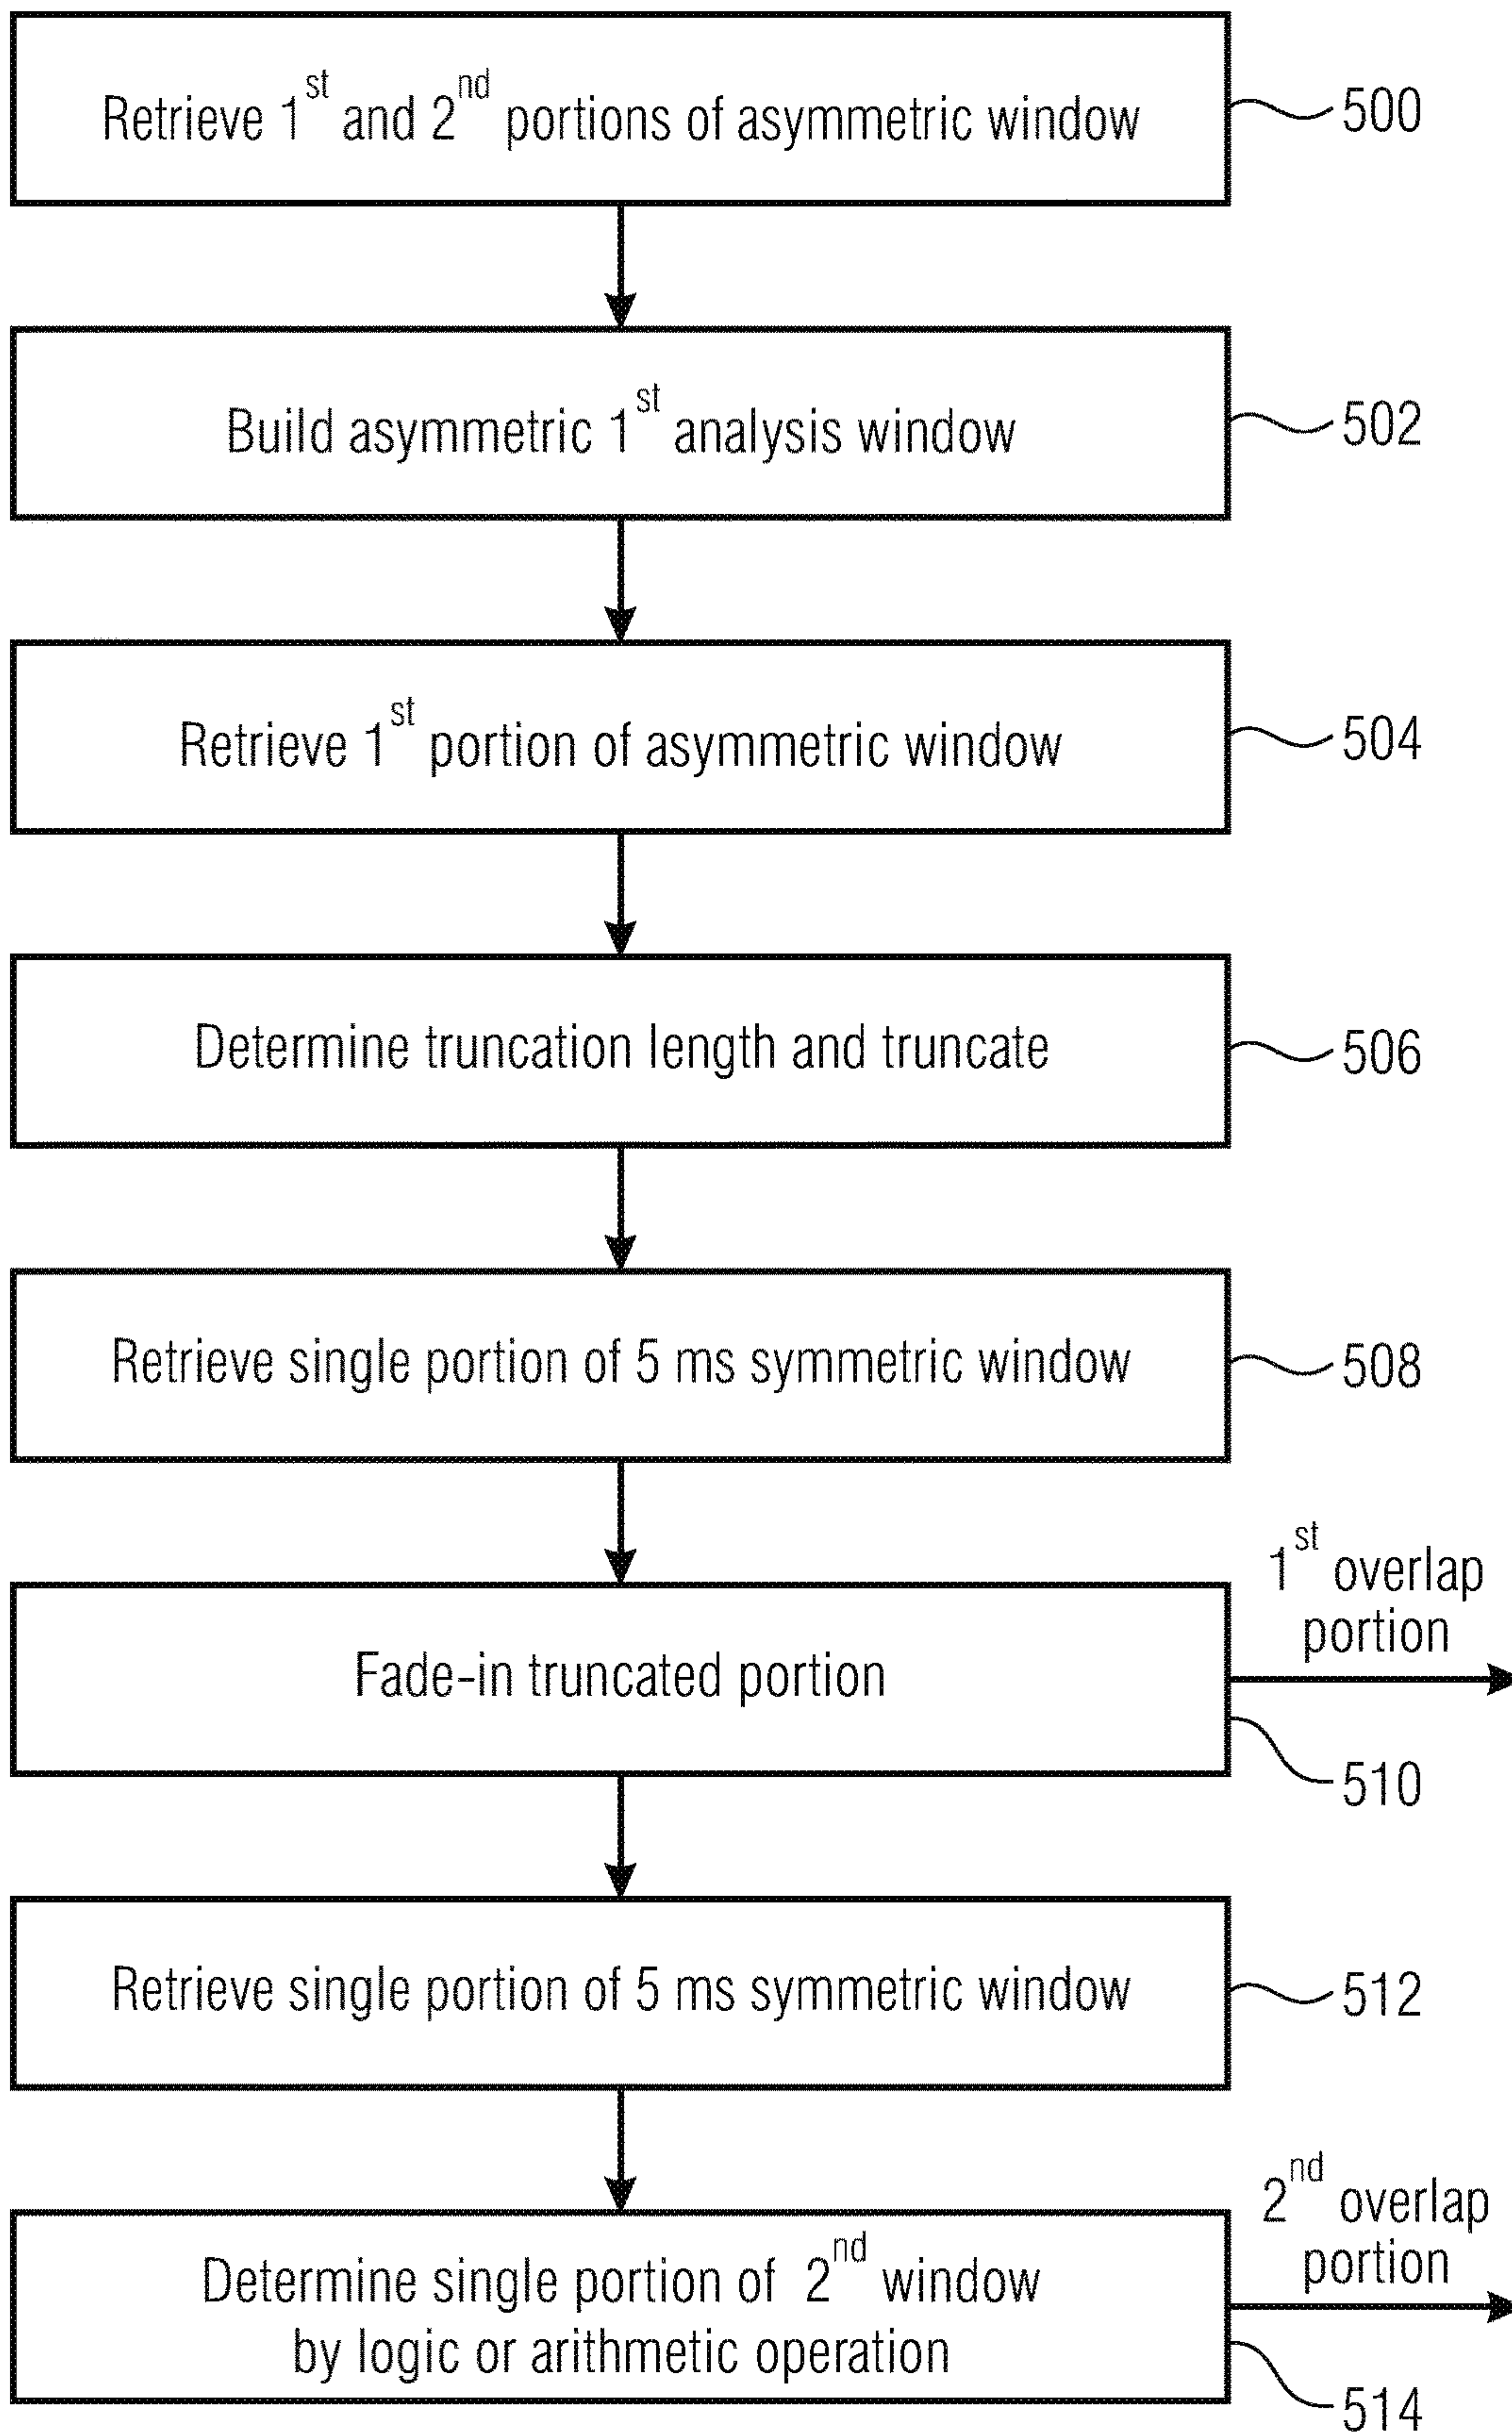 Retrieve 1st and 2nd portions of asymmetric window
500
Build asymmetric 1st analysis window
502
Retrieve 1st portion of asymmetric window
504
Determine truncation length and truncate
506
Retrieve single portion of 5 ms symmetric window
508
1st overlap
portion
Fade-in truncated portion
510
Retrieve single portion of 5 ms symmetric window
512
2nd overlap
portion
Determine single portion of 2nd window
by logic or arithmetic operation
514